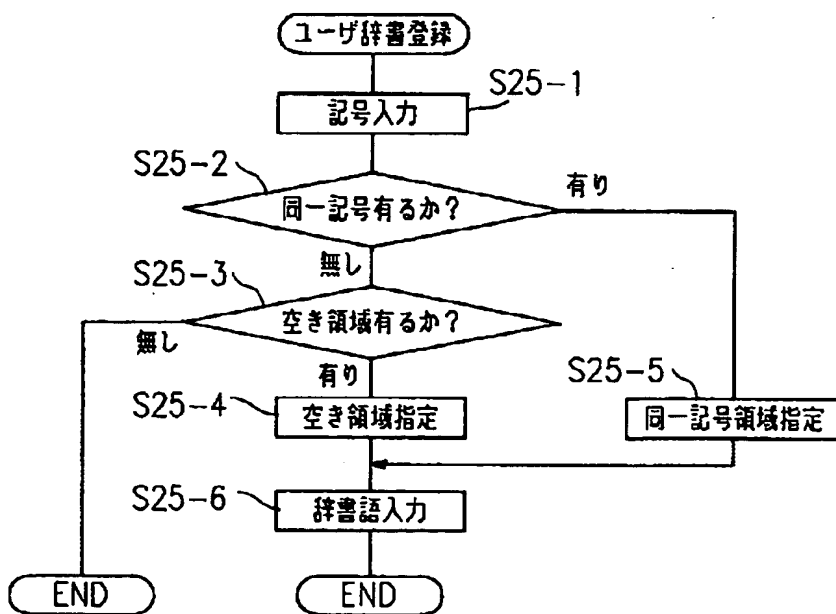 ユーザ辞書登録
S25-1
記号入力
S25-2
同一記号有るか?
有り
無し
S25-3
空き領域有るか?
無し
有り
S25-4
空き領域指定
S25-5
同一記号領域指定
S25-6
辞書語入力
END
END